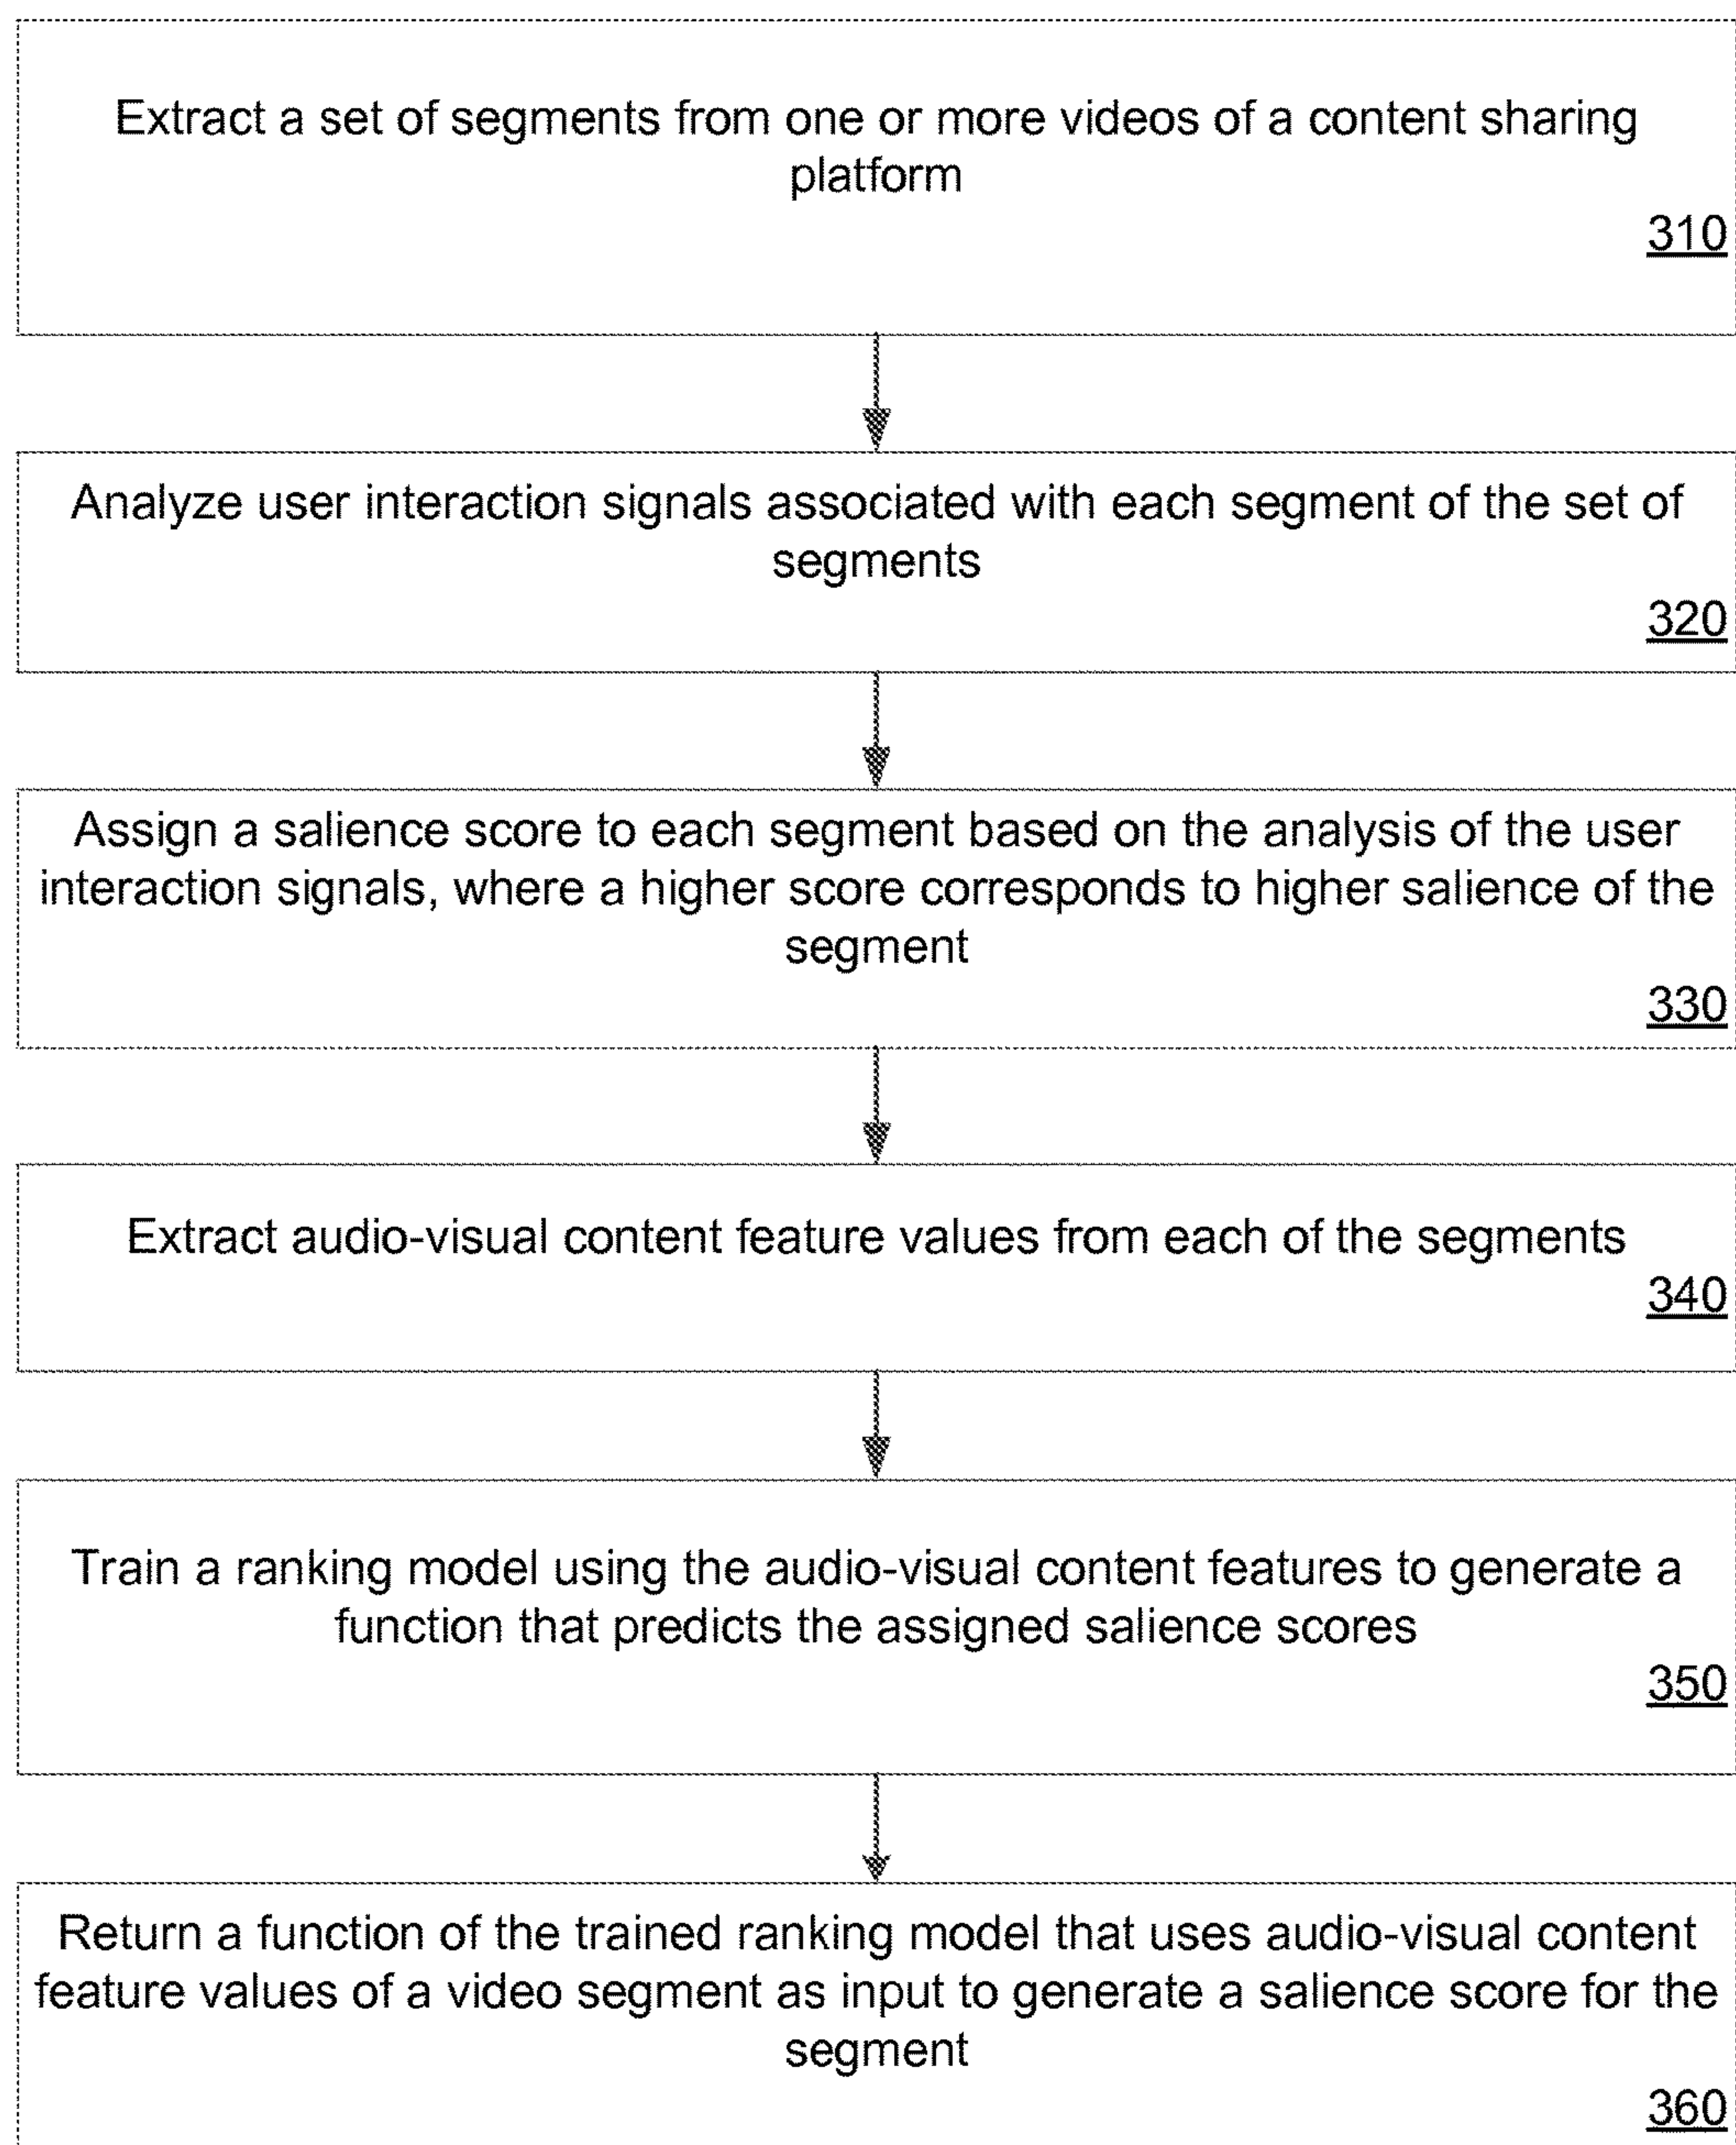 Extract a set of segments from one or more videos of a content sharing
platform
310
Analyze user interaction signals associated with each segment of the set of
segments
320
Assign a salience score to each segment based on the analysis of the user
interaction signals, where a higher score corresponds to higher salience of the
segment
330
Extract audio-visual content feature values from each of the segments
340
Train a ranking model using the audio-visual content features to generate a
function that predicts the assigned salience scores
350
Return a function of the trained ranking model that uses audio-visual content
feature values of a video segment as input to generate a salience score for the
segment
360